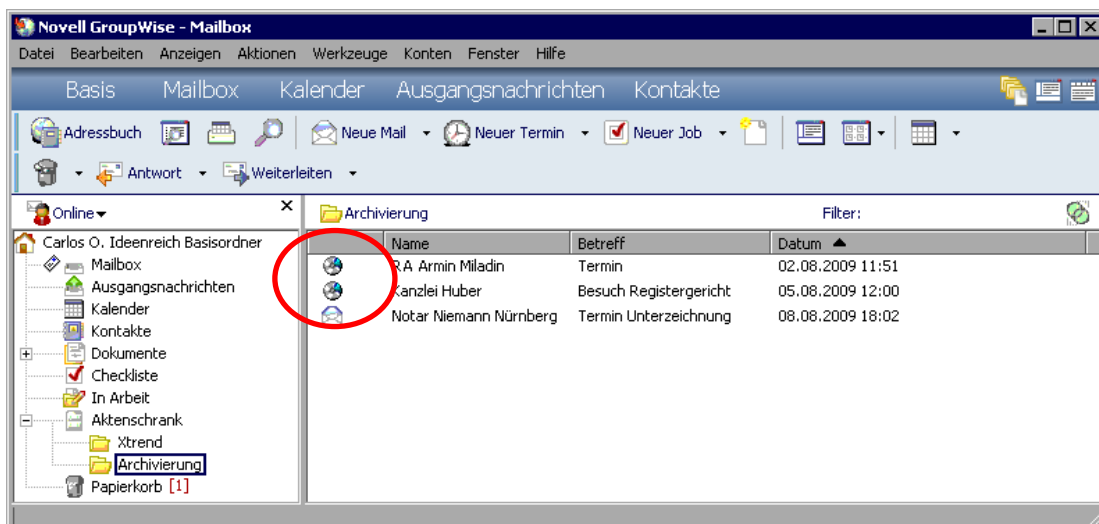 Novell GroupWise - Mailbox
Datei Bearbeiten Anzeigen Aktionen Werkzeuge Konten Fenster Hilfe
Basis Mailbox Kalender Ausgangsnachrichten Kontakte
Adressbuch Neue Mail Neuer Termin Neuer Job
Antwort Weiterleiten
Online
Archivierung Filter:
Carlos O. Ideenreich Basisordner
Mailbox
Ausgangsnachrichten
Kalender
Kontakte
Dokumente
Checkliste
In Arbeit
Aktenschrank
Xtrend
Archivierung
Papierkorb [1]
Name Betreff Datum
RA Armin Miladin Termin 02.08.2009 11:51
Kanzlei Huber Besuch Registergericht 05.08.2009 12:00
Notar Niemann Nürnberg Termin Unterzeichnung 08.08.2009 18:02